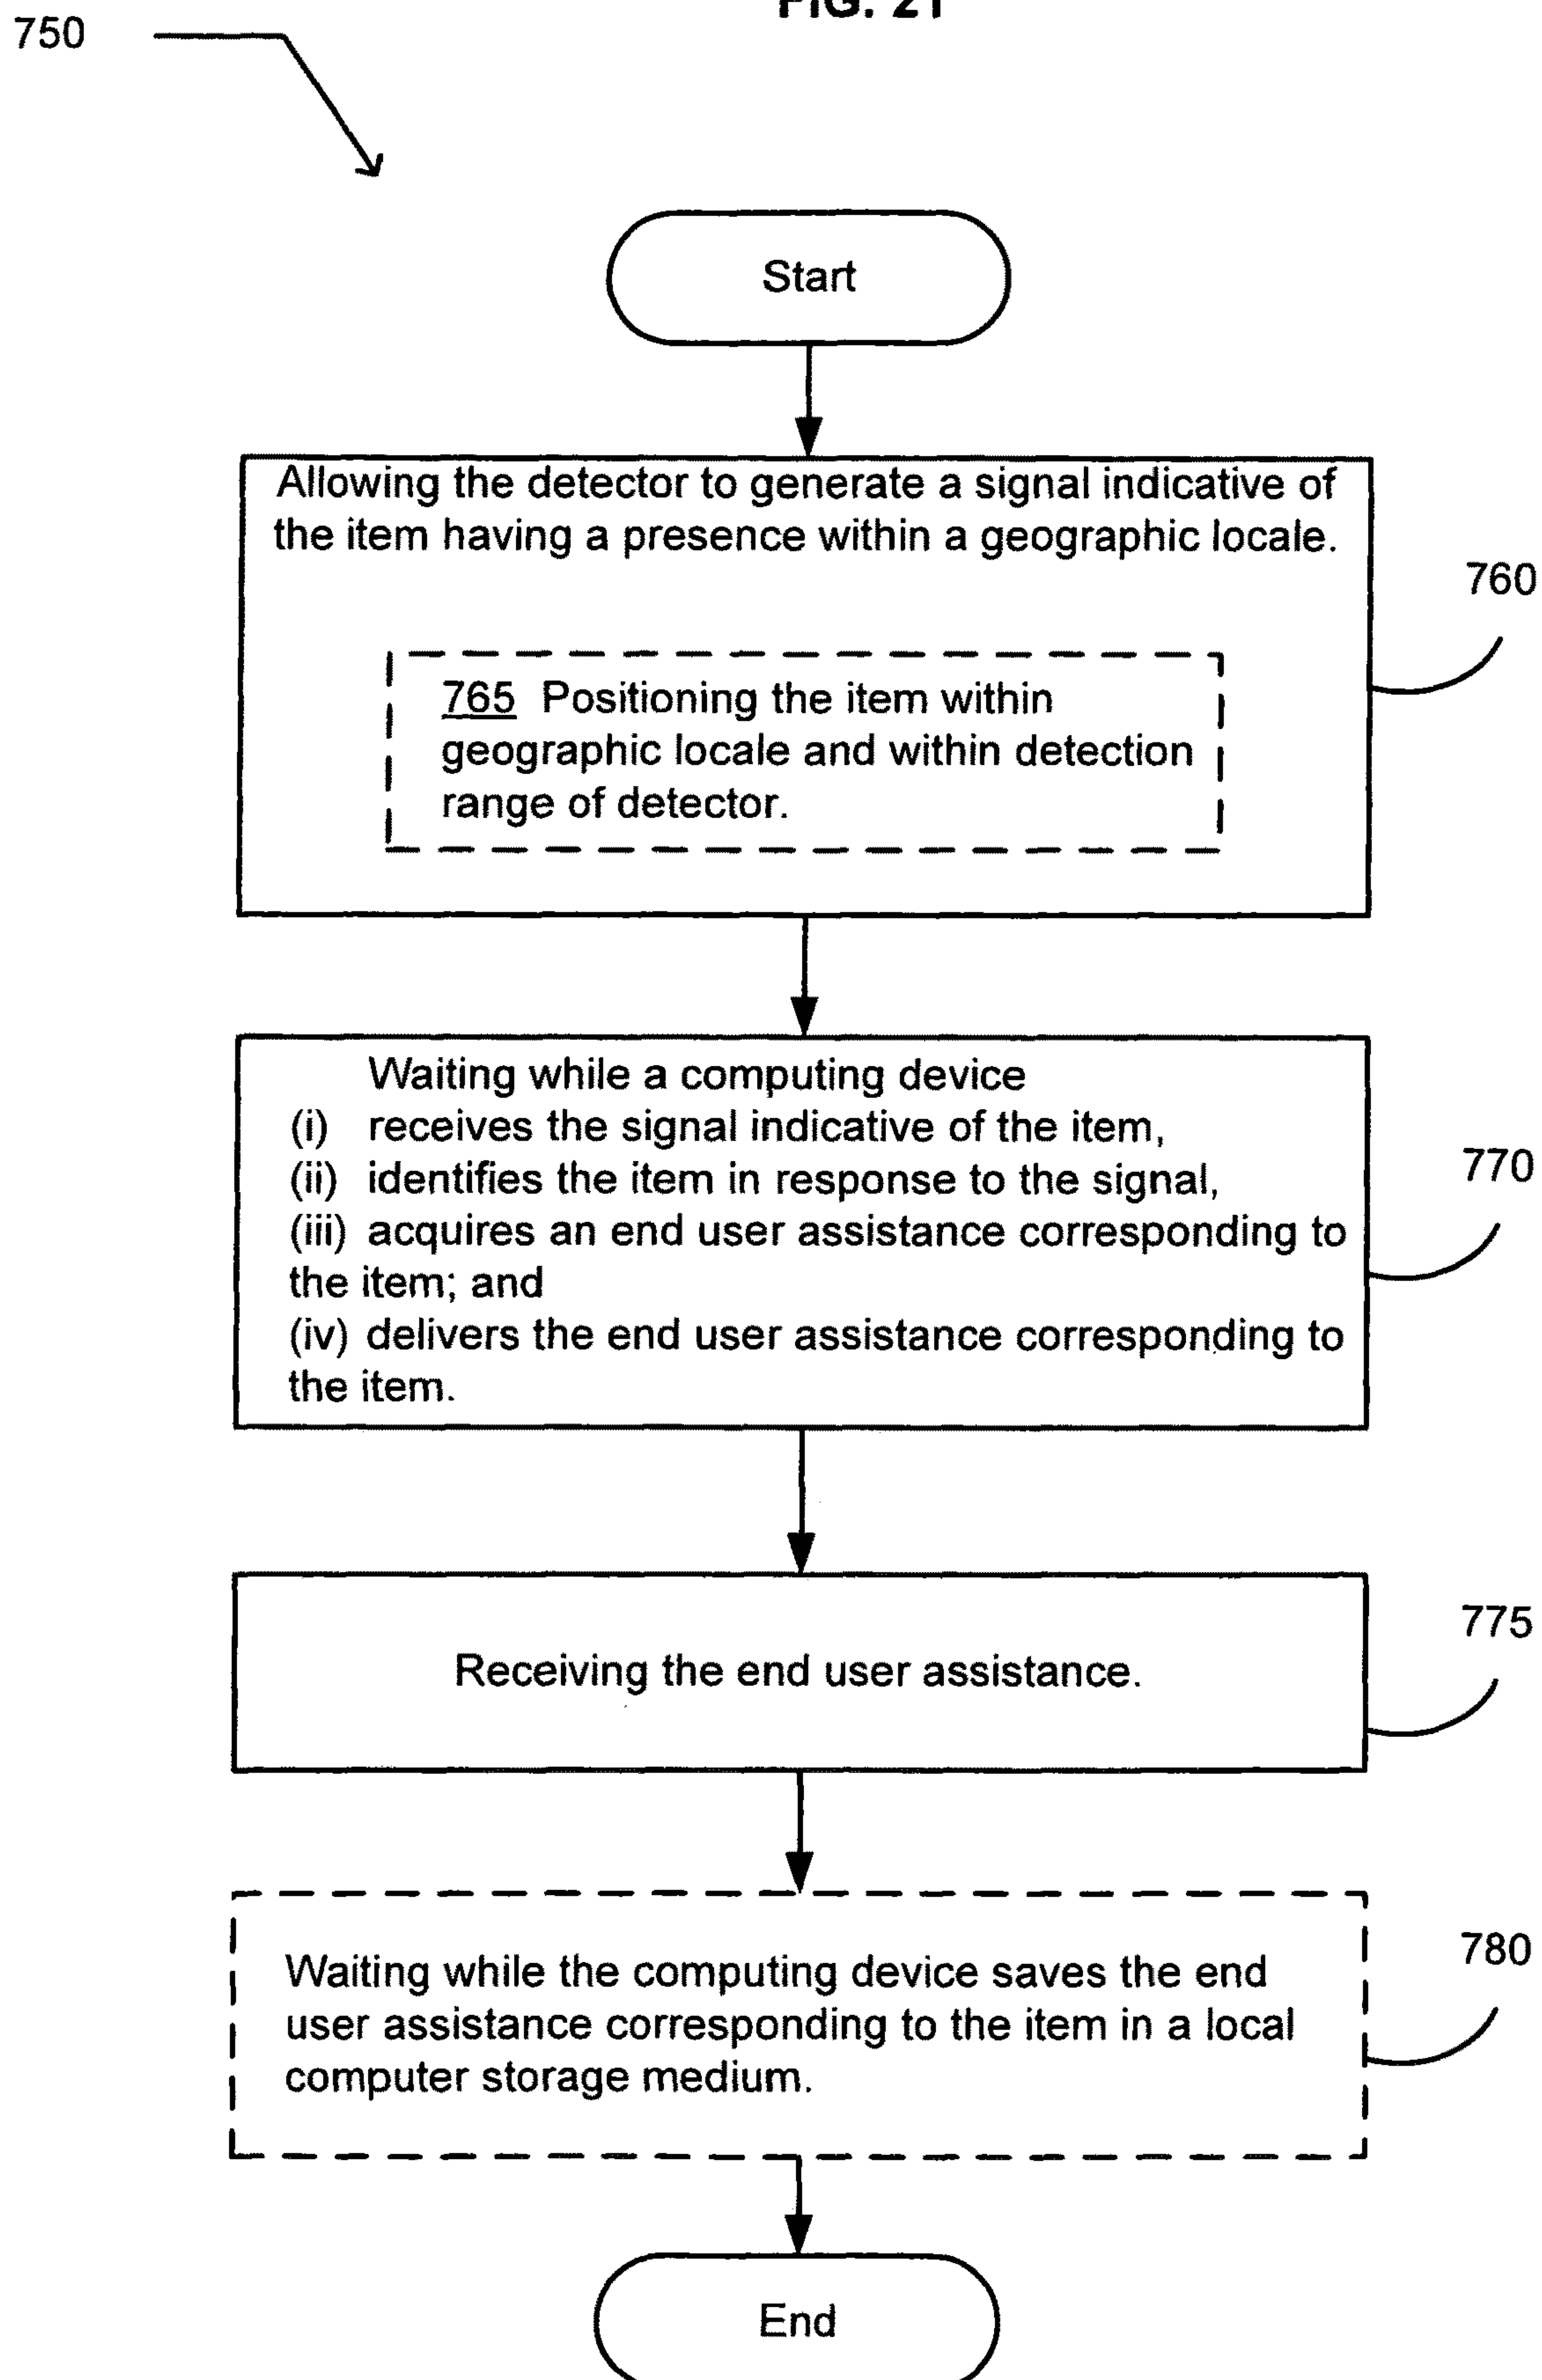 FIG. 21
750
Start
Allowing the detector to generate a signal indicative of
the item having a presence within a geographic locale.
760
765 Positioning the item within
geographic locale and within detection
range of detector.
Waiting while a computing device
(i) receives the signal indicative of the item,
(ii) identifies the item in response to the signal,
(iii) acquires an end user assistance corresponding to
the item; and
(iv) delivers the end user assistance corresponding to
the item.
770
Receiving the end user assistance.
775
Waiting while the computing device saves the end
user assistance corresponding to the item in a local
computer storage medium.
780
End